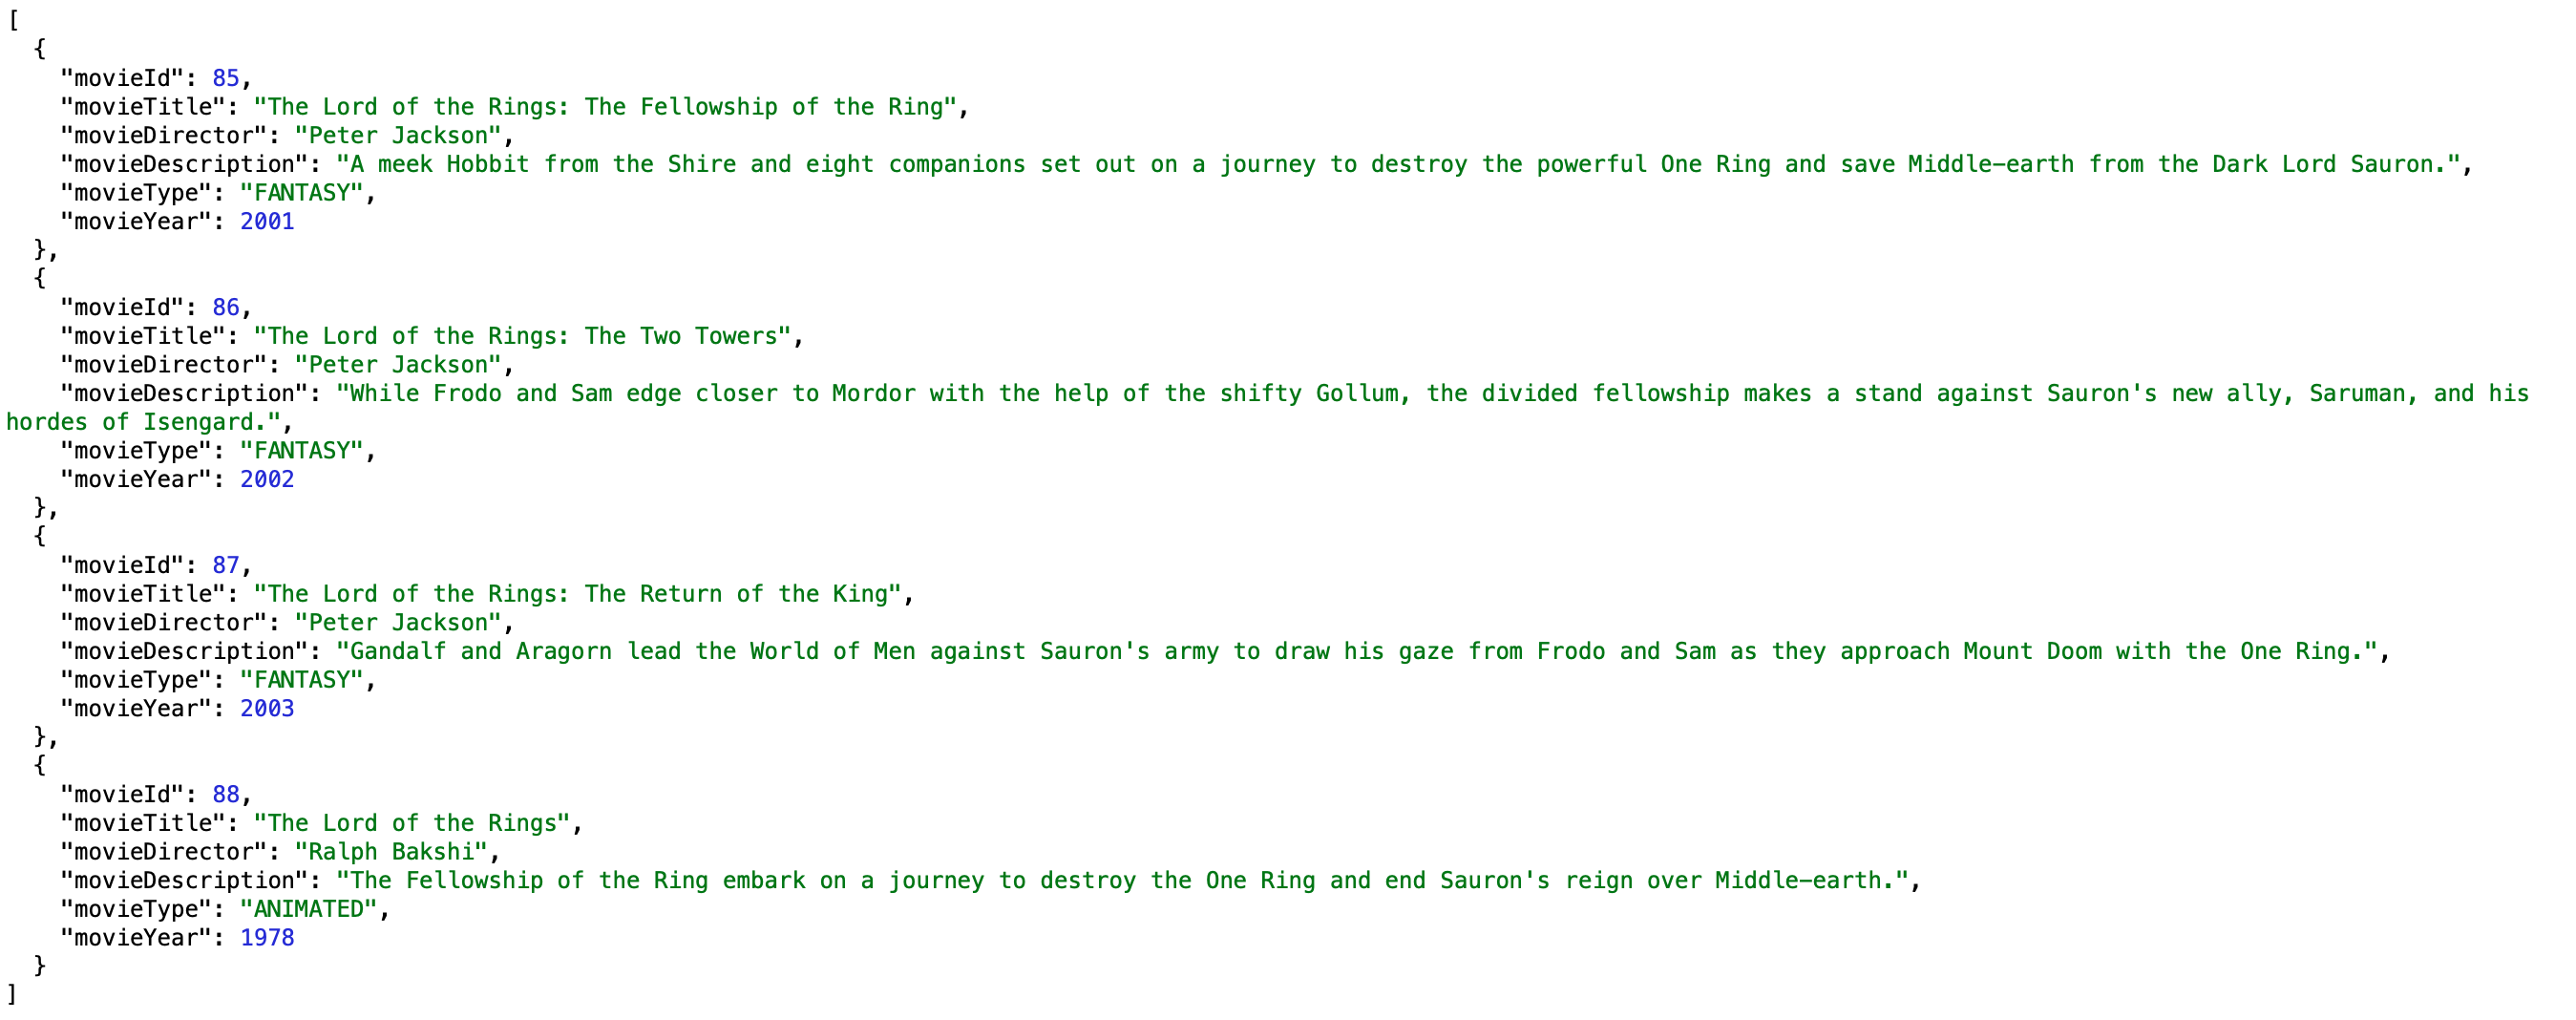 [
  {
    "movieId": 85,
    "movieTitle": "The Lord of the Rings: The Fellowship of the Ring",
    "movieDirector": "Peter Jackson",
    "movieDescription": "A meek Hobbit from the Shire and eight companions set out on a journey to destroy the powerful One Ring and save Middle-earth from the Dark Lord Sauron.",
    "movieType": "FANTASY",
    "movieYear": 2001
  },
  {
    "movieId": 86,
    "movieTitle": "The Lord of the Rings: The Two Towers",
    "movieDirector": "Peter Jackson",
    "movieDescription": "While Frodo and Sam edge closer to Mordor with the help of the shifty Gollum, the divided fellowship makes a stand against Sauron's new ally, Saruman, and his
hordes of Isengard.",
    "movieType": "FANTASY",
    "movieYear": 2002
  },
  {
    "movieId": 87,
    "movieTitle": "The Lord of the Rings: The Return of the King",
    "movieDirector": "Peter Jackson",
    "movieDescription": "Gandalf and Aragorn lead the World of Men against Sauron's army to draw his gaze from Frodo and Sam as they approach Mount Doom with the One Ring.",
    "movieType": "FANTASY",
    "movieYear": 2003
  },
  {
    "movieId": 88,
    "movieTitle": "The Lord of the Rings",
    "movieDirector": "Ralph Bakshi",
    "movieDescription": "The Fellowship of the Ring embark on a journey to destroy the One Ring and end Sauron's reign over Middle-earth.",
    "movieType": "ANIMATED",
    "movieYear": 1978
  }
]